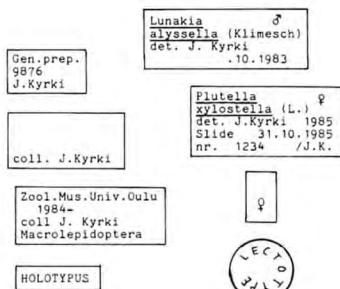 Lunakia ♂
alyssella (Klimesch)
det. J. Kyrki
.10.1983
Gen.prep.
9876
J.Kyrki
Plutella ♀
xylostella (L.)
det. J.Kyrki 1985
Slide 31.10.1985
nr. 1234 /J.K.
coll. J.Kyrki
Zool.Mus.Univ.Oulu
1984-
coll J. Kyrki
Macrolepidoptera
♀
HOLOTYPUS
LECTOTYPE